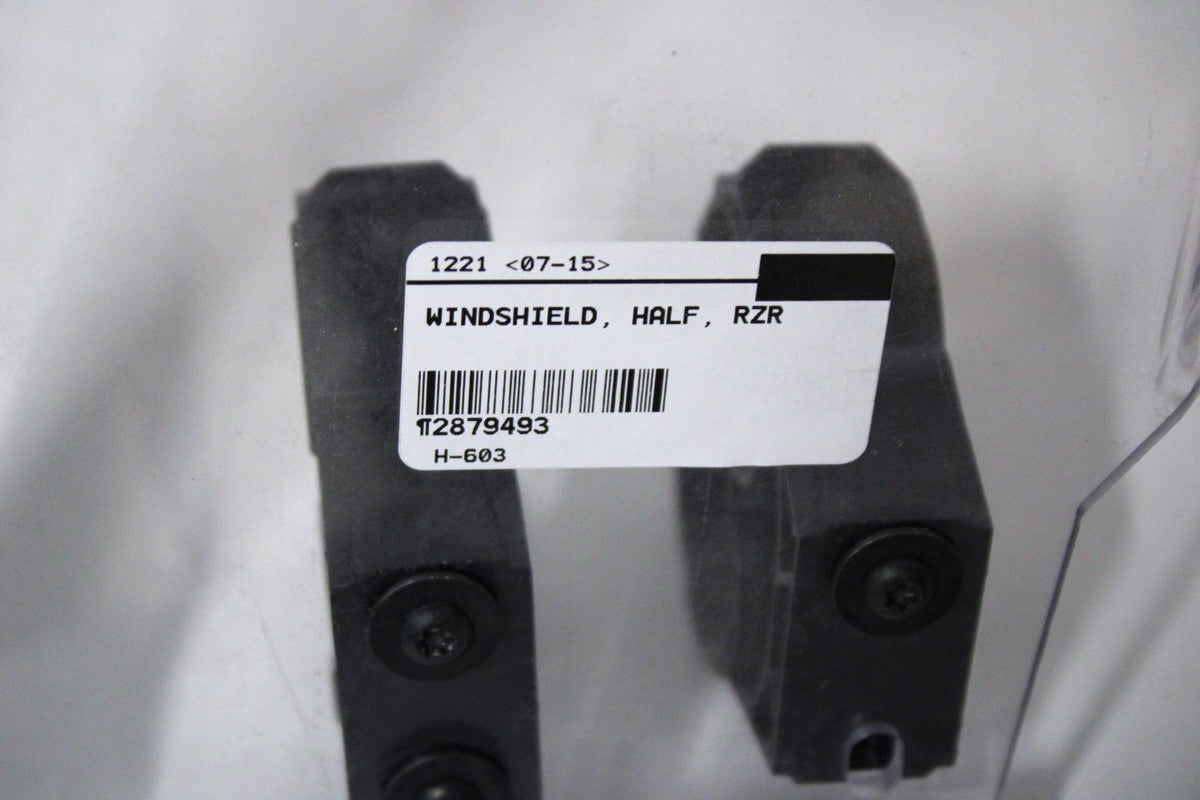 1221 <07-15>
WINDSHIELD, HALF, RZR
¶2879493
H-603